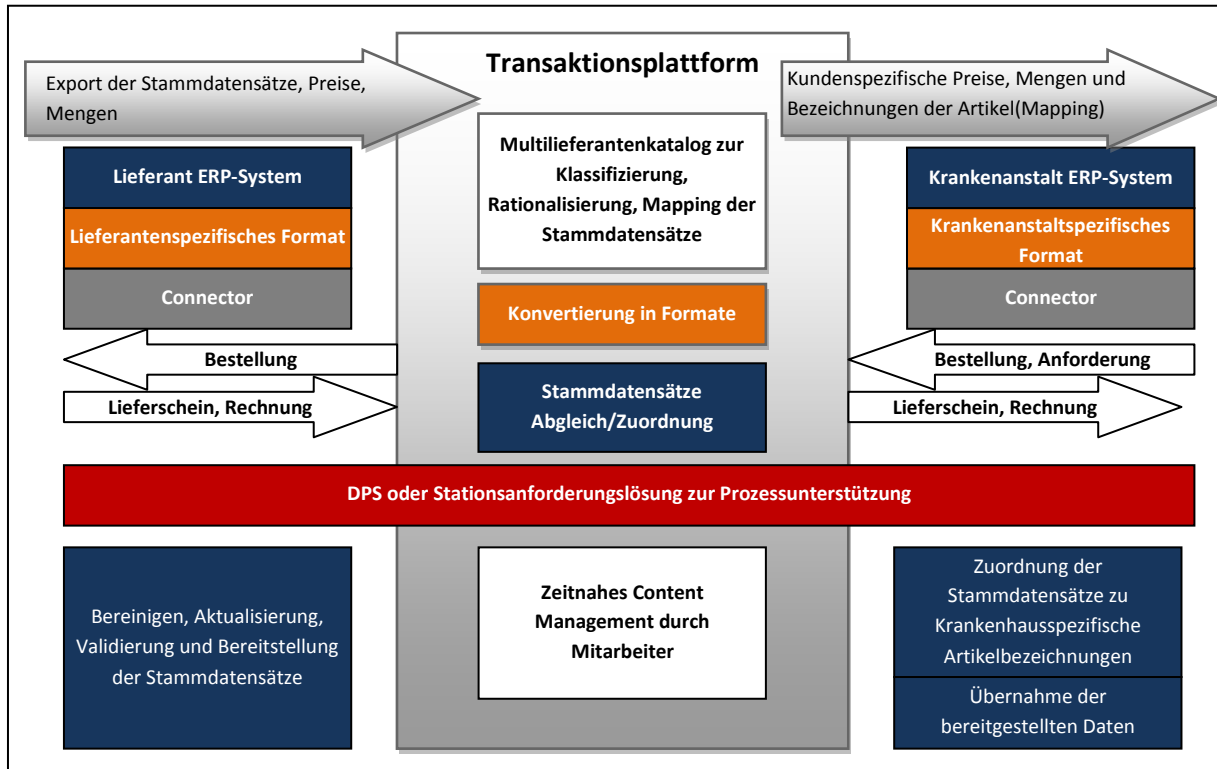 Transaktionsplattform
Export der Stammdatensätze, Preise,
Mengen
Kundenspezifische Preise, Mengen und
Bezeichnungen der Artikel(Mapping)
Lieferant ERP-System
Lieferantenspezifisches Format
Connector
Multilieferantenkatalog zur
Klassifizierung,
Rationalisierung, Mapping der
Stammdatensätze
Krankenanstalt ERP-System
Krankenanstaltspezifisches
Format
Connector
Konvertierung in Formate
Bestellung
Lieferschein, Rechnung
Stammdatensätze
Abgleich/Zuordnung
Bestellung, Anforderung
Lieferschein, Rechnung
DPS oder Stationsanforderungslösung zur Prozessunterstützung
Bereinigen, Aktualisierung,
Validierung und Bereitstellung
der Stammdatensätze
Zeitnahes Content
Management durch
Mitarbeiter
Zuordnung der
Stammdatensätze zu
Krankenhausspezifische
Artikelbezeichnungen
Übernahme der
bereitgestellten Daten